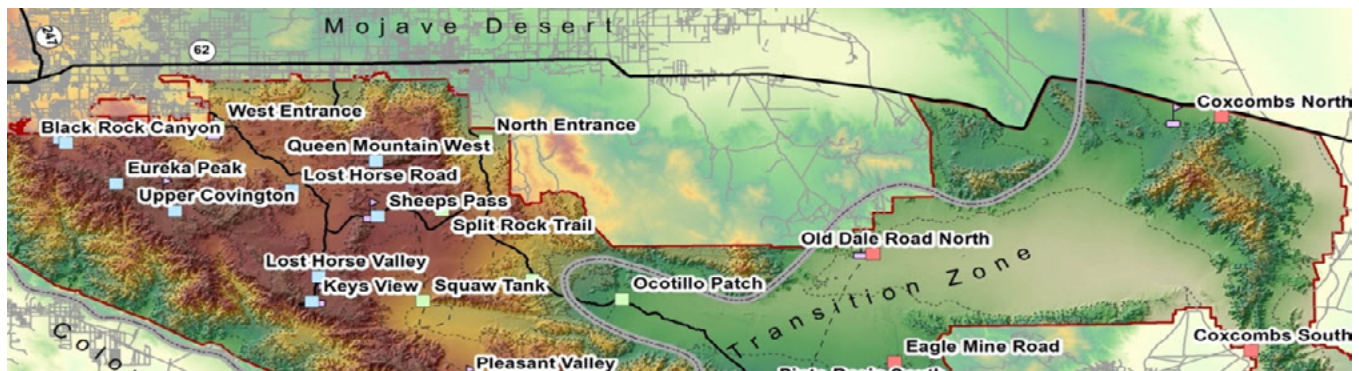 Mojave Desert
247
62
Coxcombs North
West Entrance
Black Rock Canyon
North Entrance
Queen Mountain West
Eureka Peak
Lost Horse Road
Upper Covington
Sheeps Pass
Split Rock Trail
Old Dale Road North
Lost Horse Valley
Keys View
Squaw Tank
Ocotillo Patch
Transition Zone
Colo
Coxcombs South
Eagle Mine Road
Pleasant Valley